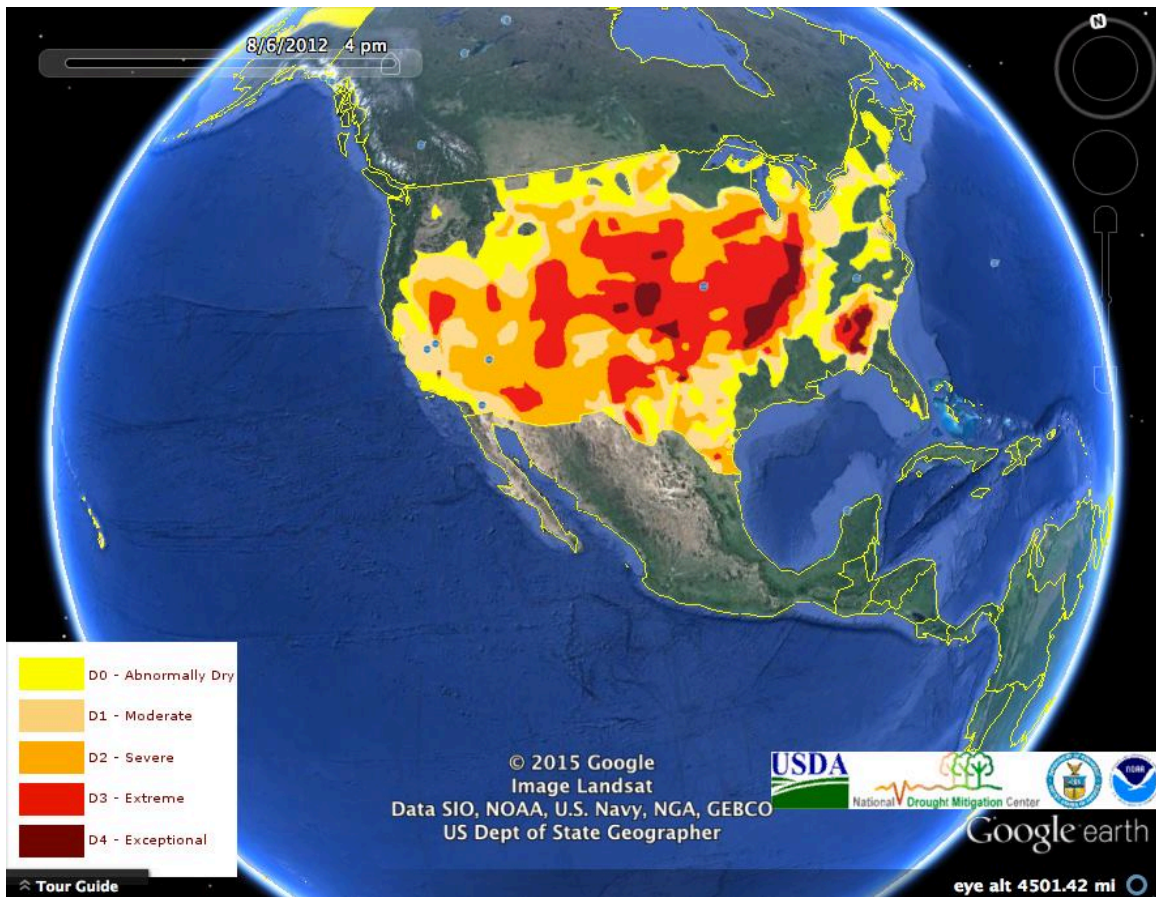 8/6/2012 4 pm
N
D0 - Abnormally Dry
D1 - Moderate
D2 - Severe
D3 - Extreme
D4 - Exceptional
© 2015 Google
Image Landsat
Data SIO, NOAA, U.S. Navy, NGA, GEBCO
US Dept of State Geographer
USDA
National Drought Mitigation Center
NOAA
Google earth
Tour Guide
eye alt 4501.42 mi